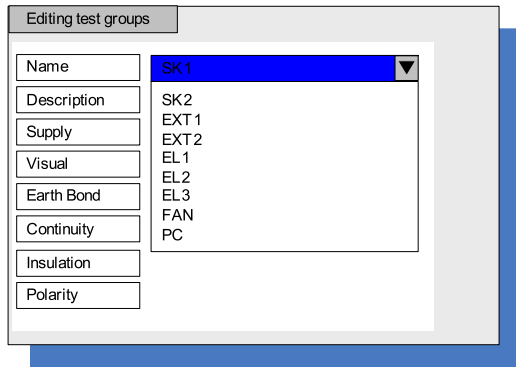 Editing test groups
Name
SK1
Description
SK2
EXT1
Supply
EXT2
Visual
EL1
EL2
Earth Bond
EL3
FAN
Continuity
PC
Insulation
Polarity